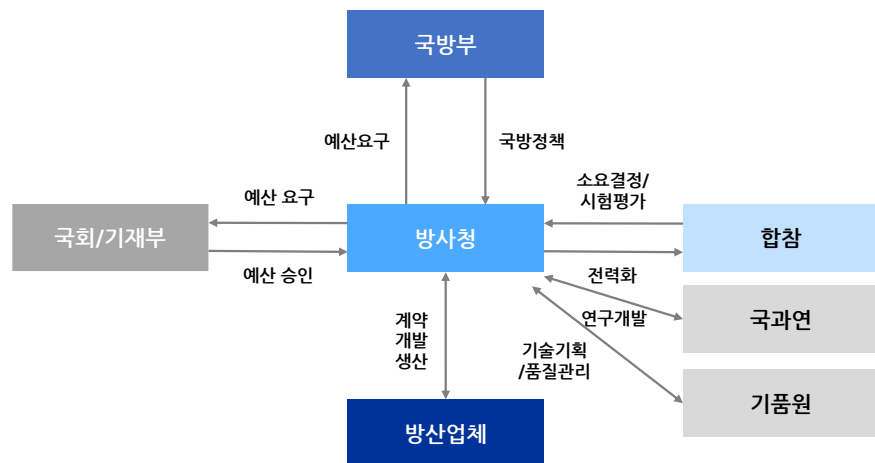 국방부
예산요구
국방정책
소요결정/
시험평가
예산 요구
국회/기재부
방사청
합참
예산 승인
전력화
국과연
연구개발
계약
개발
생산
기술기획
/품질관리
기품원
방산업체